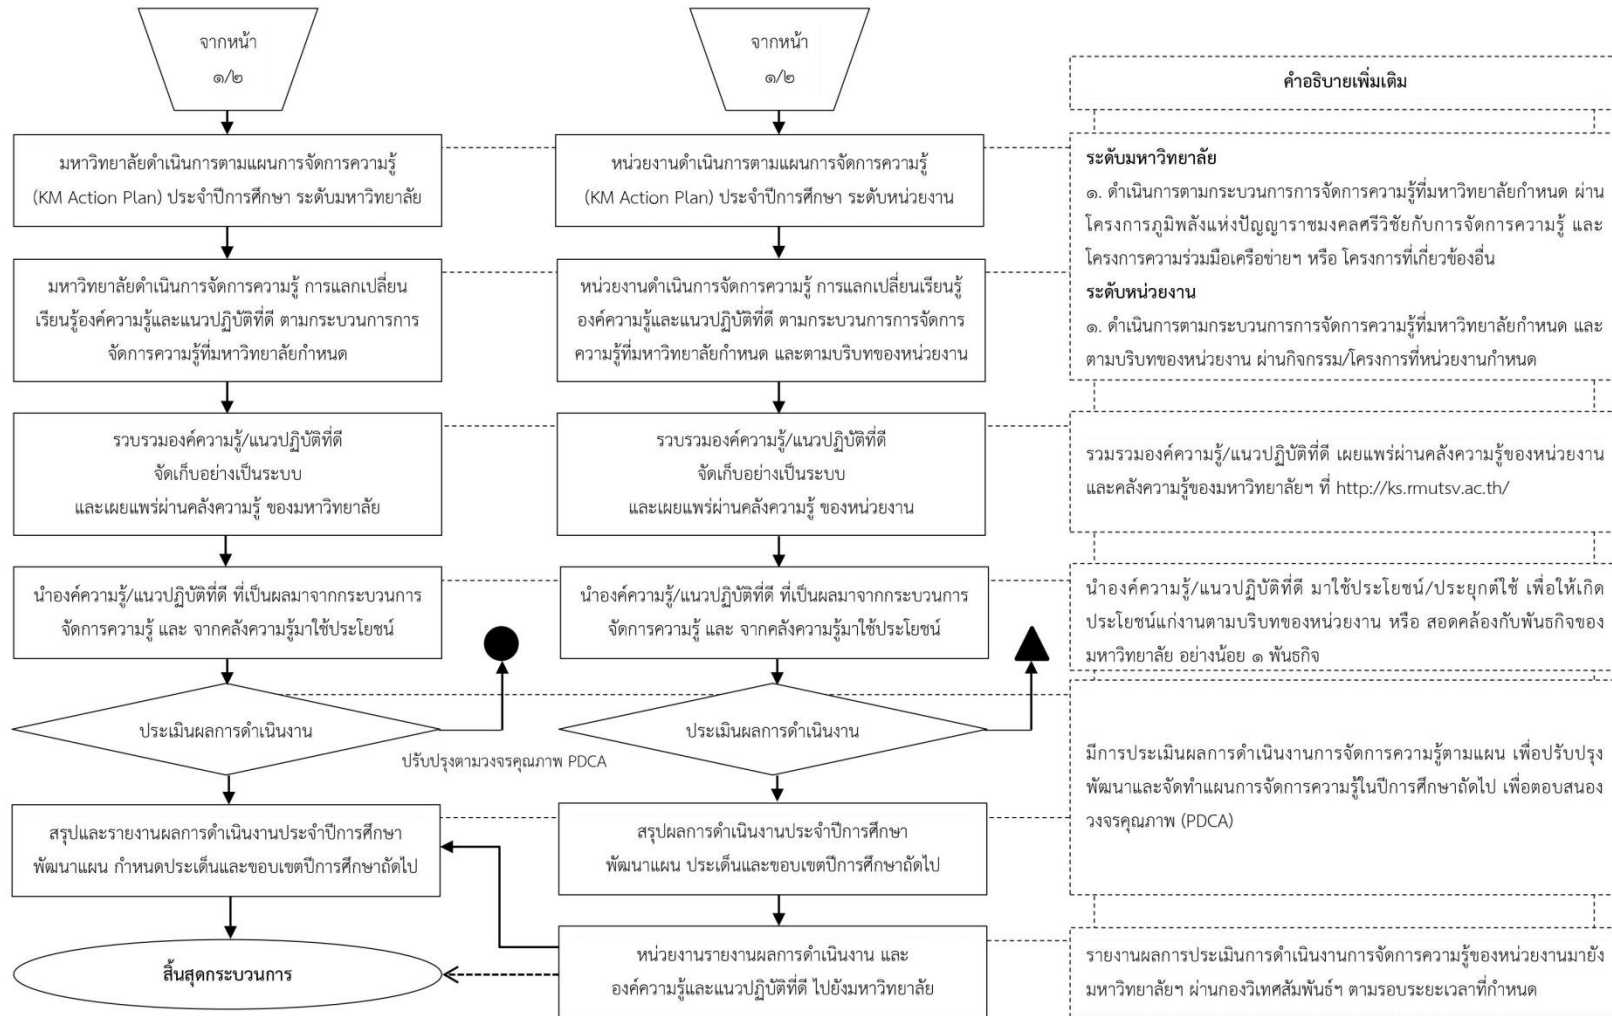 จากหน้า
๑/๒
จากหน้า
๑/๒
คำอธิบายเพิ่มเติม
มหาวิทยาลัยดำเนินการตามแผนการจัดการความรู้
(KM Action Plan) ประจำปีการศึกษา ระดับมหาวิทยาลัย
หน่วยงานดำเนินการตามแผนการจัดการความรู้
(KM Action Plan) ประจำปีการศึกษา ระดับหน่วยงาน
ระดับมหาวิทยาลัย
๑. ดำเนินการตามกระบวนการการจัดการความรู้ที่มหาวิทยาลัยกำหนด ผ่าน
โครงการภูมิพลังแห่งปัญญาราชมงคลศรีวิชัยกับการจัดการความรู้ และ
โครงการความร่วมมือเครือข่ายฯ หรือ โครงการที่เกี่ยวข้องอื่น
ระดับหน่วยงาน
๑. ดำเนินการตามกระบวนการการจัดการความรู้ที่มหาวิทยาลัยกำหนด และ
ตามบริบทของหน่วยงาน ผ่านกิจกรรม/โครงการที่หน่วยงานกำหนด
มหาวิทยาลัยดำเนินการจัดการความรู้ การแลกเปลี่ยน
เรียนรู้องค์ความรู้และแนวปฏิบัติที่ดี ตามกระบวนการการ
จัดการความรู้ที่มหาวิทยาลัยกำหนด
หน่วยงานดำเนินการจัดการความรู้ การแลกเปลี่ยนเรียนรู้
องค์ความรู้และแนวปฏิบัติที่ดี ตามกระบวนการการจัดการ
ความรู้ที่มหาวิทยาลัยกำหนด และตามบริบทของหน่วยงาน
รวบรวมองค์ความรู้/แนวปฏิบัติที่ดี
จัดเก็บอย่างเป็นระบบ
และเผยแพร่ผ่านคลังความรู้ ของมหาวิทยาลัย
รวบรวมองค์ความรู้/แนวปฏิบัติที่ดี
จัดเก็บอย่างเป็นระบบ
และเผยแพร่ผ่านคลังความรู้ ของหน่วยงาน
รวมรวมองค์ความรู้/แนวปฏิบัติที่ดี เผยแพร่ผ่านคลังความรู้ของหน่วยงาน
และคลังความรู้ของมหาวิทยาลัยฯ ที่ http://ks.rmutsv.ac.th/
นำองค์ความรู้/แนวปฏิบัติที่ดี ที่เป็นผลมาจากกระบวนการ
จัดการความรู้ และ จากคลังความรู้มาใช้ประโยชน์
นำองค์ความรู้/แนวปฏิบัติที่ดี ที่เป็นผลมาจากกระบวนการ
จัดการความรู้ และ จากคลังความรู้มาใช้ประโยชน์
นำองค์ความรู้/แนวปฏิบัติที่ดี มาใช้ประโยชน์/ประยุกต์ใช้ เพื่อให้เกิด
ประโยชน์แก่งานตามบริบทของหน่วยงาน หรือ สอดคล้องกับพันธกิจของ
มหาวิทยาลัย อย่างน้อย ๑ พันธกิจ
ประเมินผลการดำเนินงาน
ปรับปรุงตามวงจรคุณภาพ PDCA
ประเมินผลการดำเนินงาน
มีการประเมินผลการดำเนินงานการจัดการความรู้ตามแผน เพื่อปรับปรุง
พัฒนาและจัดทำแผนการจัดการความรู้ในปีการศึกษาถัดไป เพื่อตอบสนอง
วงจรคุณภาพ (PDCA)
สรุปและรายงานผลการดำเนินงานประจำปีการศึกษา
พัฒนาแผน กำหนดประเด็นและขอบเขตปีการศึกษาถัดไป
สรุปผลการดำเนินงานประจำปีการศึกษา
พัฒนาแผน ประเด็นและขอบเขตปีการศึกษาถัดไป
สิ้นสุดกระบวนการ
หน่วยงานรายงานผลการดำเนินงาน และ
องค์ความรู้และแนวปฏิบัติที่ดี ไปยังมหาวิทยาลัย
รายงานผลการประเมินการดำเนินงานการจัดการความรู้ของหน่วยงานมายัง
มหาวิทยาลัยฯ ผ่านกองวิเทศสัมพันธ์ฯ ตามรอบระยะเวลาที่กำหนด